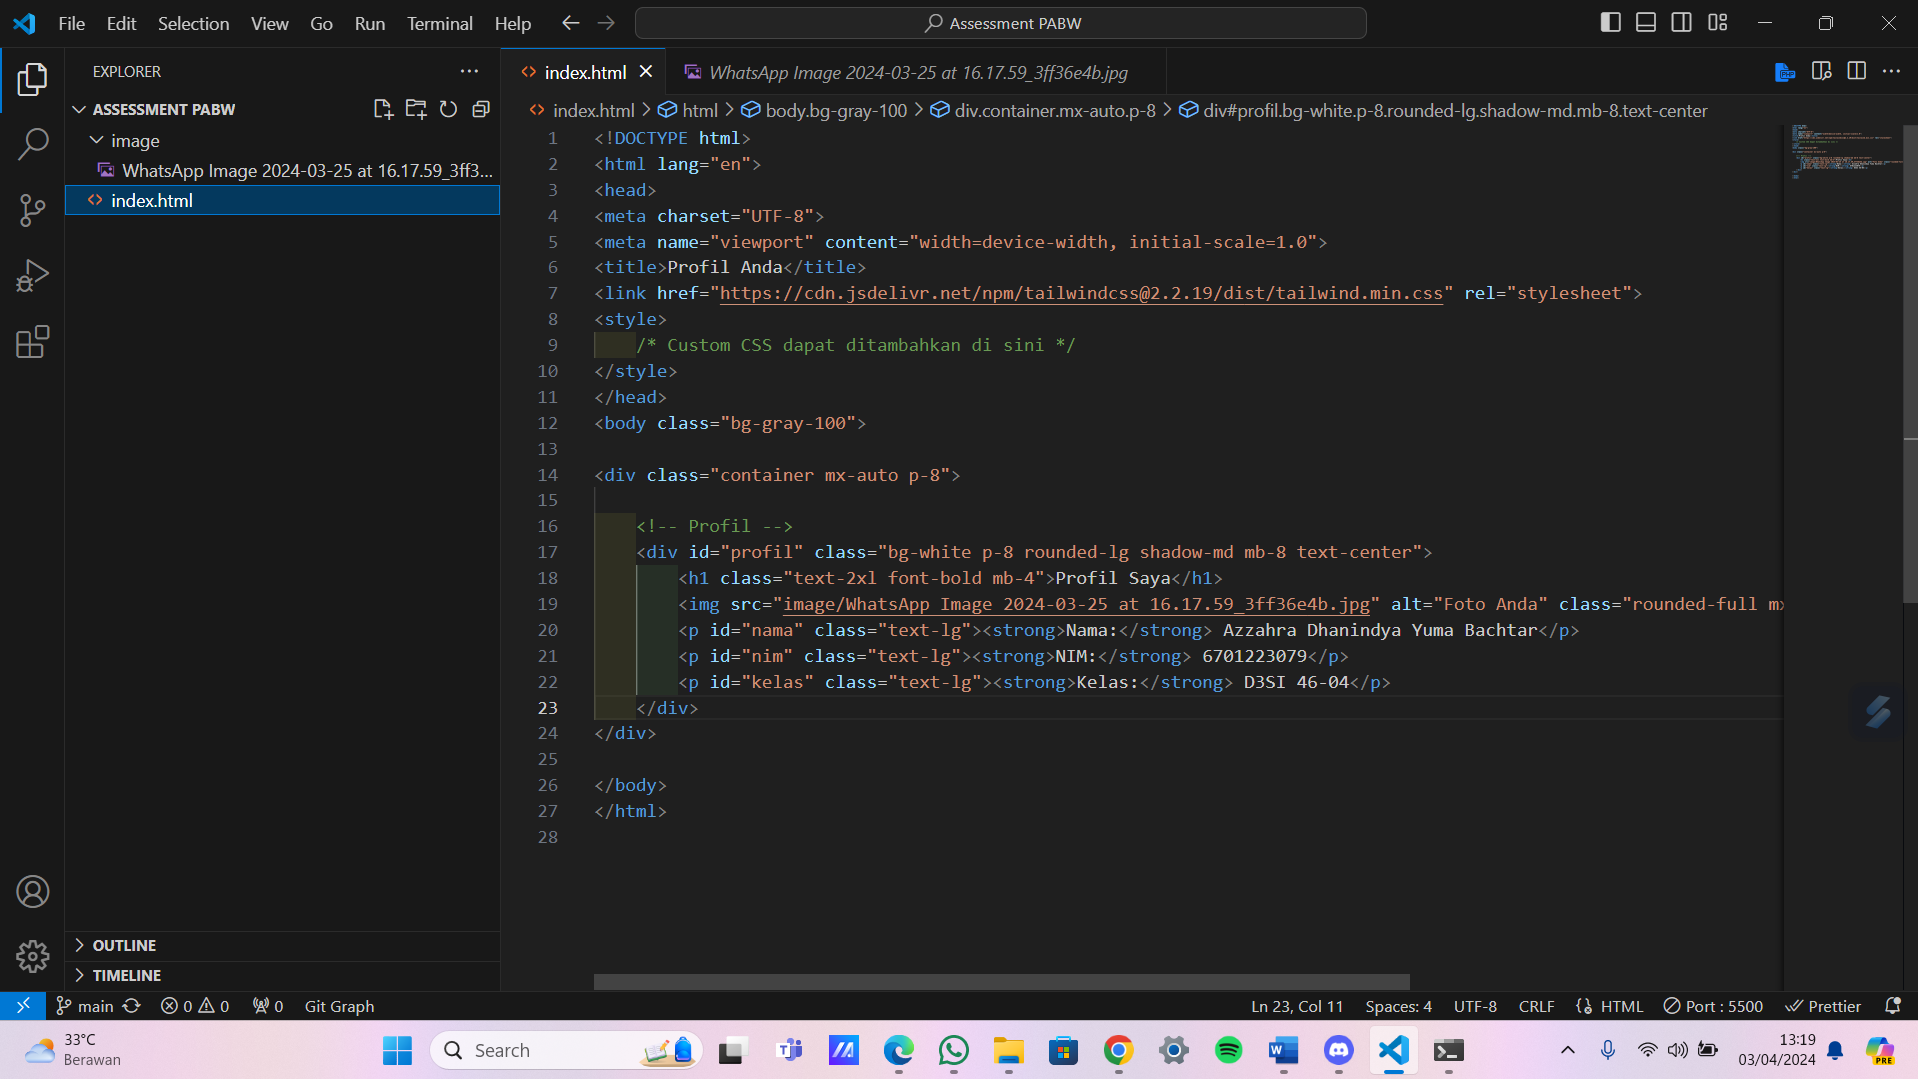 File Edit Selection View Go Run Terminal Help
Assessment PABW
EXPLORER
ASSESSMENT PABW
image
WhatsApp Image 2024-03-25 at 16.17.59_3ff3...
index.html
OUTLINE
TIMELINE
index.html
WhatsApp Image 2024-03-25 at 16.17.59_3ff36e4b.jpg
index.html > html > body.bg-gray-100 > div.container.mx-auto.p-8 > div#profil.bg-white.p-8.rounded-lg.shadow-md.mb-8.text-center
1 <!DOCTYPE html>
2 <html lang="en">
3 <head>
4 <meta charset="UTF-8">
5 <meta name="viewport" content="width=device-width, initial-scale=1.0">
6 <title>Profil Anda</title>
7 <link href="https://cdn.jsdelivr.net/npm/tailwindcss@2.2.19/dist/tailwind.min.css" rel="stylesheet">
8 <style>
9 /* Custom CSS dapat ditambahkan di sini */
10 </style>
11 </head>
12 <body class="bg-gray-100">
13
14 <div class="container mx-auto p-8">
15
16 <!-- Profil -->
17 <div id="profil" class="bg-white p-8 rounded-lg shadow-md mb-8 text-center">
18 <h1 class="text-2xl font-bold mb-4">Profil Saya</h1>
19 <img src="image/WhatsApp Image 2024-03-25 at 16.17.59_3ff36e4b.jpg" alt="Foto Anda" class="rounded-full mx
20 <p id="nama" class="text-lg"><strong>Nama:</strong> Azzahra Dhanindya Yuma Bachtar</p>
21 <p id="nim" class="text-lg"><strong>NIM:</strong> 6701223079</p>
22 <p id="kelas" class="text-lg"><strong>Kelas:</strong> D3SI 46-04</p>
23 </div>
24 </div>
25
26 </body>
27 </html>
28
main 0 0 0 Git Graph Ln 23, Col 11 Spaces: 4 UTF-8 CRLF HTML Port : 5500 Prettier
33°C
Berawan
Search
13:19
03/04/2024
PRE